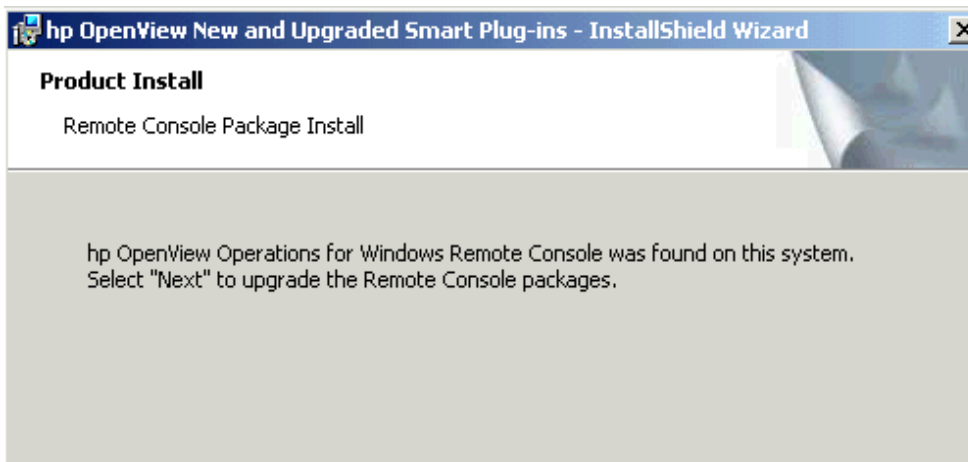 hp OpenView New and Upgraded Smart Plug-ins - InstallShield Wizard
Product Install
Remote Console Package Install
hp OpenView Operations for Windows Remote Console was found on this system.
Select "Next" to upgrade the Remote Console packages.